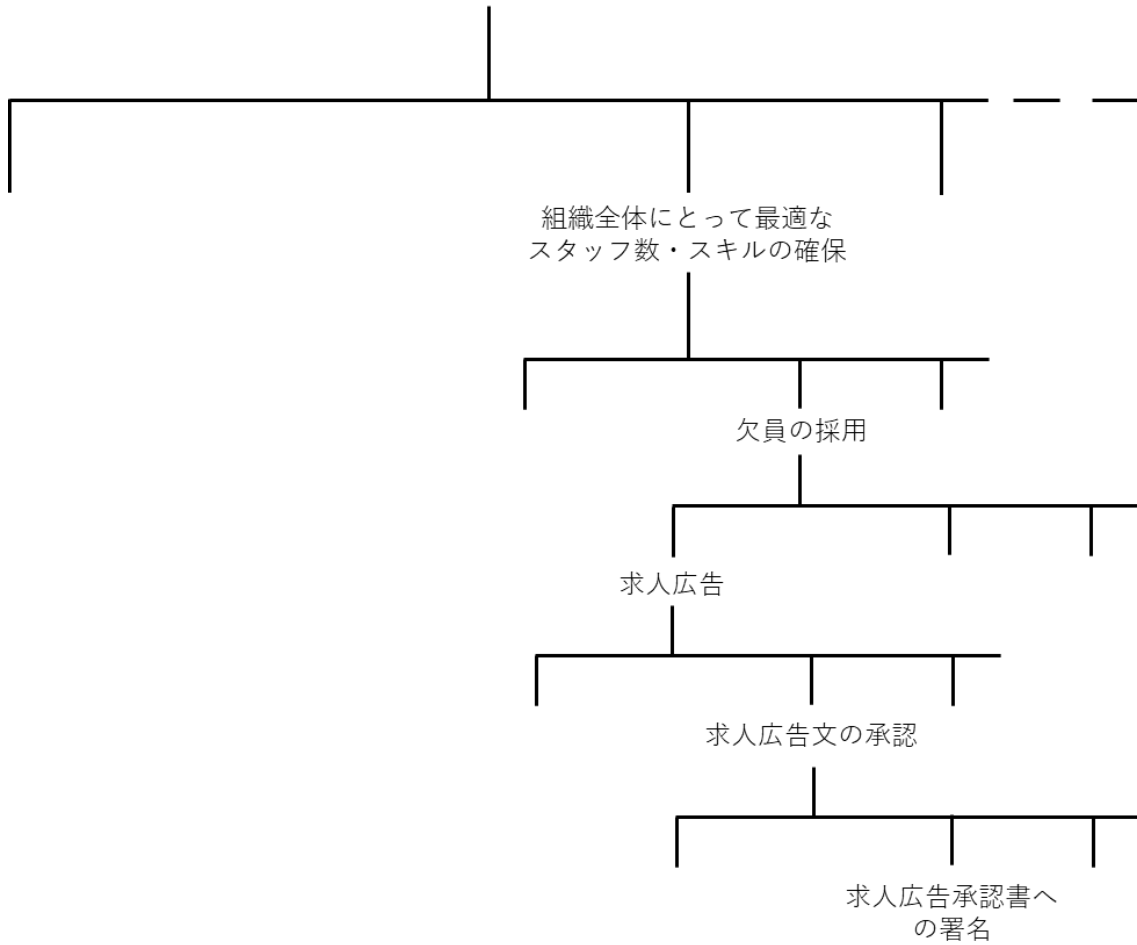 組織全体にとって最適な
スタッフ数・スキルの確保
欠員の採用
求人広告
求人広告文の承認
求人広告承認書へ
の署名